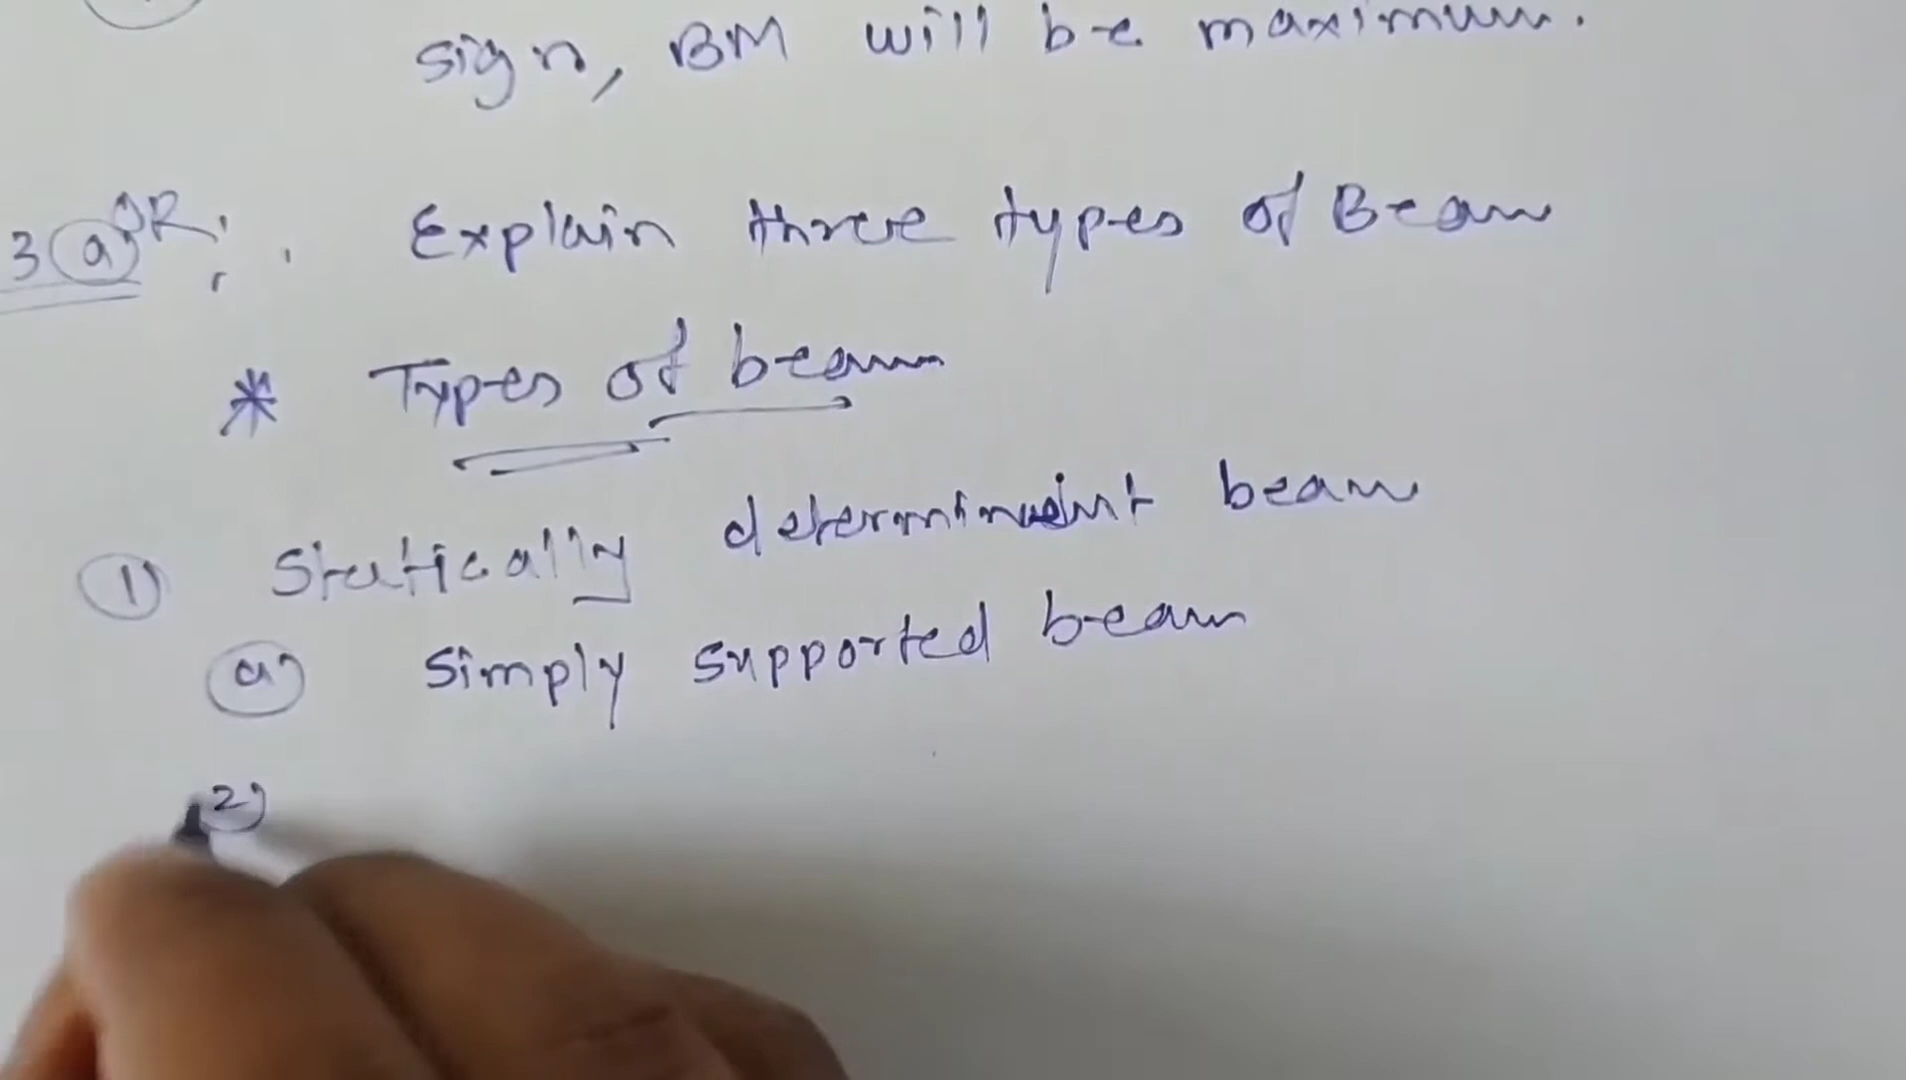 sign, BM will be maximum.
3 a) OR: Explain three types of Beam
* Types of beam
1) Statically beam
a) Simply supported beam
2)